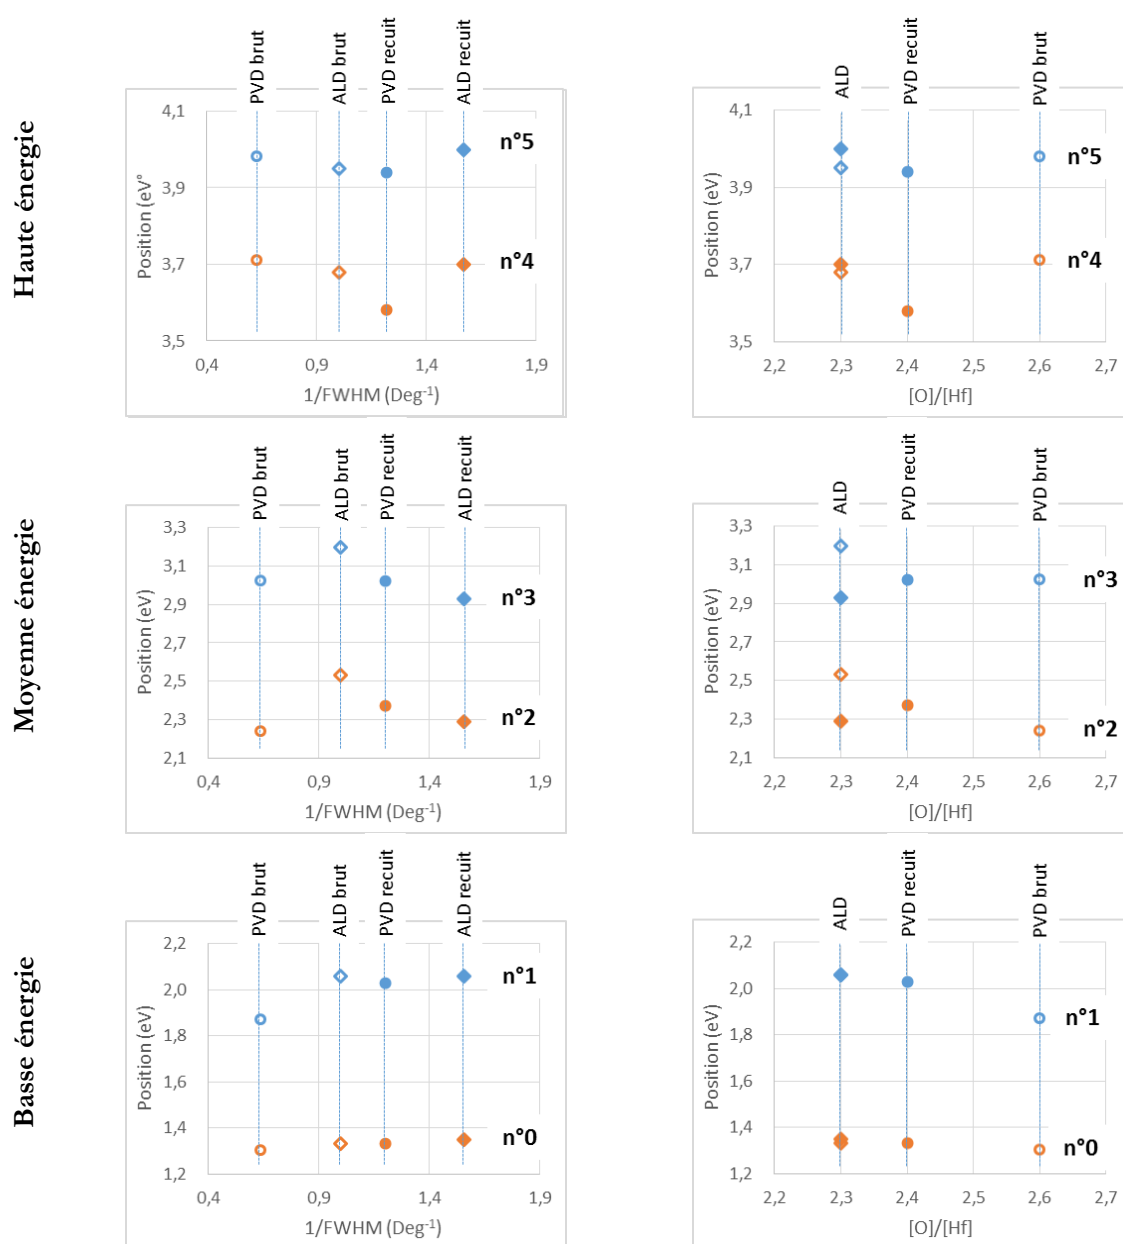 Haute énergie
PVD brut
ALD brut
PVD recuit
ALD recuit
4,1
3,9
3,7
3,5
Position (eV°
n°5
n°4
0,4 0,9 1,4 1,9
1/FWHM (Deg⁻¹)
ALD
PVD recuit
PVD brut
4,1
3,9
3,7
3,5
Position (eV)
n°5
n°4
2,2 2,3 2,4 2,5 2,6 2,7
[O]/[Hf]
Moyenne énergie
PVD brut
ALD brut
PVD recuit
ALD recuit
3,3
3,1
2,9
2,7
2,5
2,3
2,1
Position (eV)
n°3
n°2
0,4 0,9 1,4 1,9
1/FWHM (Deg⁻¹)
ALD
PVD recuit
PVD brut
3,3
3,1
2,9
2,7
2,5
2,3
2,1
Position (eV)
n°3
n°2
2,2 2,3 2,4 2,5 2,6 2,7
[O]/[Hf]
Basse énergie
PVD brut
ALD brut
PVD recuit
ALD recuit
2,2
2,0
1,8
1,6
1,4
1,2
Position (eV)
n°1
n°0
0,4 0,9 1,4 1,9
1/FWHM (Deg⁻¹)
ALD
PVD recuit
PVD brut
2,2
2,0
1,8
1,6
1,4
1,2
Position (eV)
n°1
n°0
2,2 2,3 2,4 2,5 2,6 2,7
[O]/[Hf]